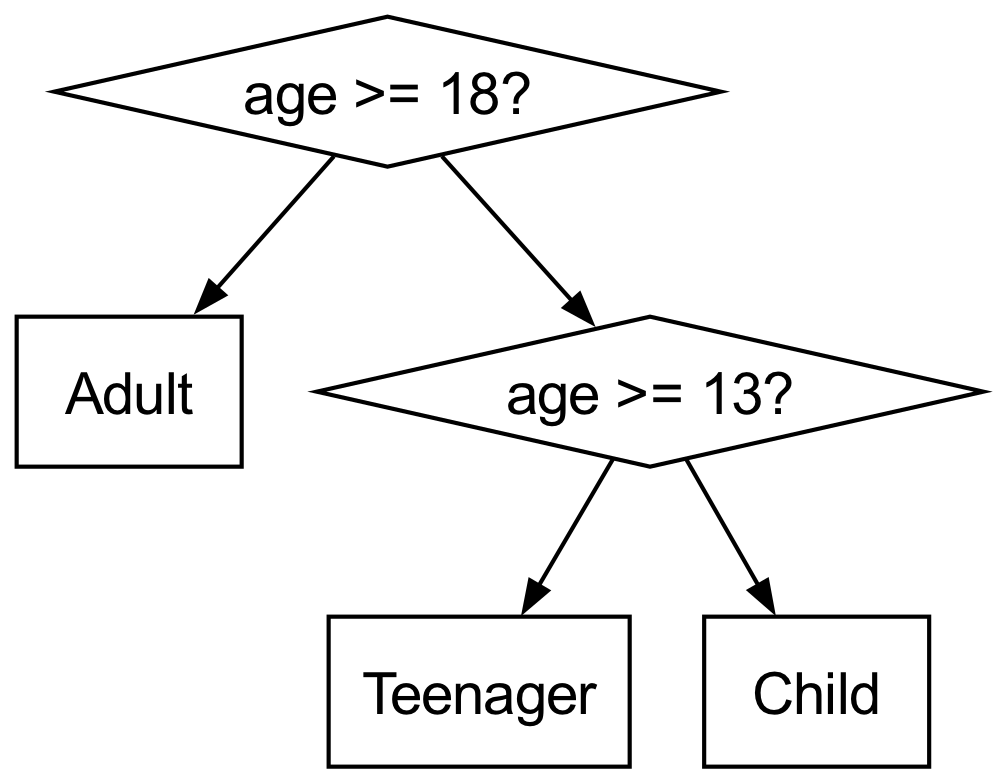 age >= 18?
Adult
age >= 13?
Teenager
Child